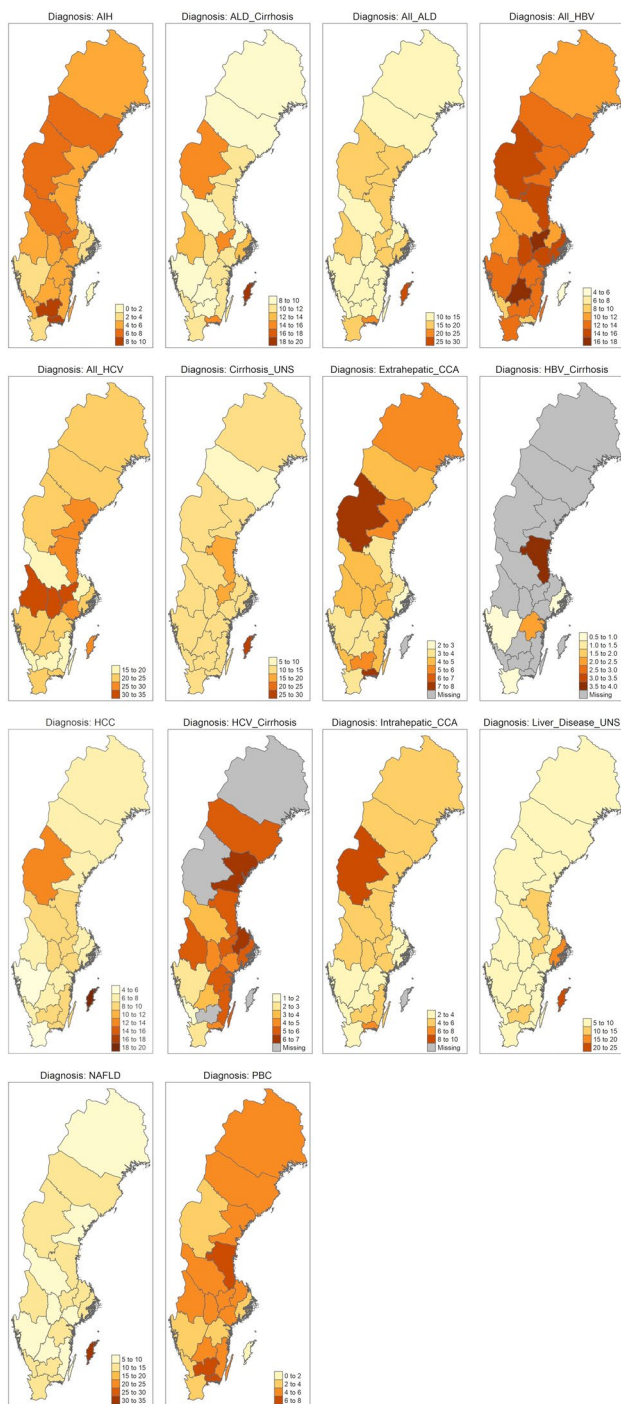 Diagnosis: AIH
0 to 2
2 to 4
4 to 6
6 to 8
8 to 10
Diagnosis: ALD_Cirrhosis
8 to 10
10 to 12
12 to 14
14 to 16
16 to 18
18 to 20
Diagnosis: All_ALD
10 to 15
15 to 20
20 to 25
25 to 30
Diagnosis: All_HBV
4 to 6
6 to 8
8 to 10
10 to 12
12 to 14
14 to 16
16 to 18
Diagnosis: All_HCV
15 to 20
20 to 25
25 to 30
30 to 35
Diagnosis: Cirrhosis_UNS
5 to 10
10 to 15
15 to 20
20 to 25
25 to 30
Diagnosis: Extrahepatic_CCA
2 to 3
3 to 4
4 to 5
5 to 6
6 to 7
7 to 8
Missing
Diagnosis: HBV_Cirrhosis
0.5 to 1.0
1.0 to 1.5
1.5 to 2.0
2.0 to 2.5
2.5 to 3.0
3.0 to 3.5
3.5 to 4.0
Missing
Diagnosis: HCC
4 to 6
6 to 8
8 to 10
10 to 12
12 to 14
14 to 16
16 to 18
18 to 20
Diagnosis: HCV_Cirrhosis
1 to 2
2 to 3
3 to 4
4 to 5
5 to 6
6 to 7
Missing
Diagnosis: Intrahepatic_CCA
2 to 4
4 to 6
6 to 8
8 to 10
Missing
Diagnosis: Liver_Disease_UNS
5 to 10
10 to 15
15 to 20
20 to 25
Diagnosis: NAFLD
5 to 10
10 to 15
15 to 20
20 to 25
25 to 30
30 to 35
Diagnosis: PBC
0 to 2
2 to 4
4 to 6
6 to 8